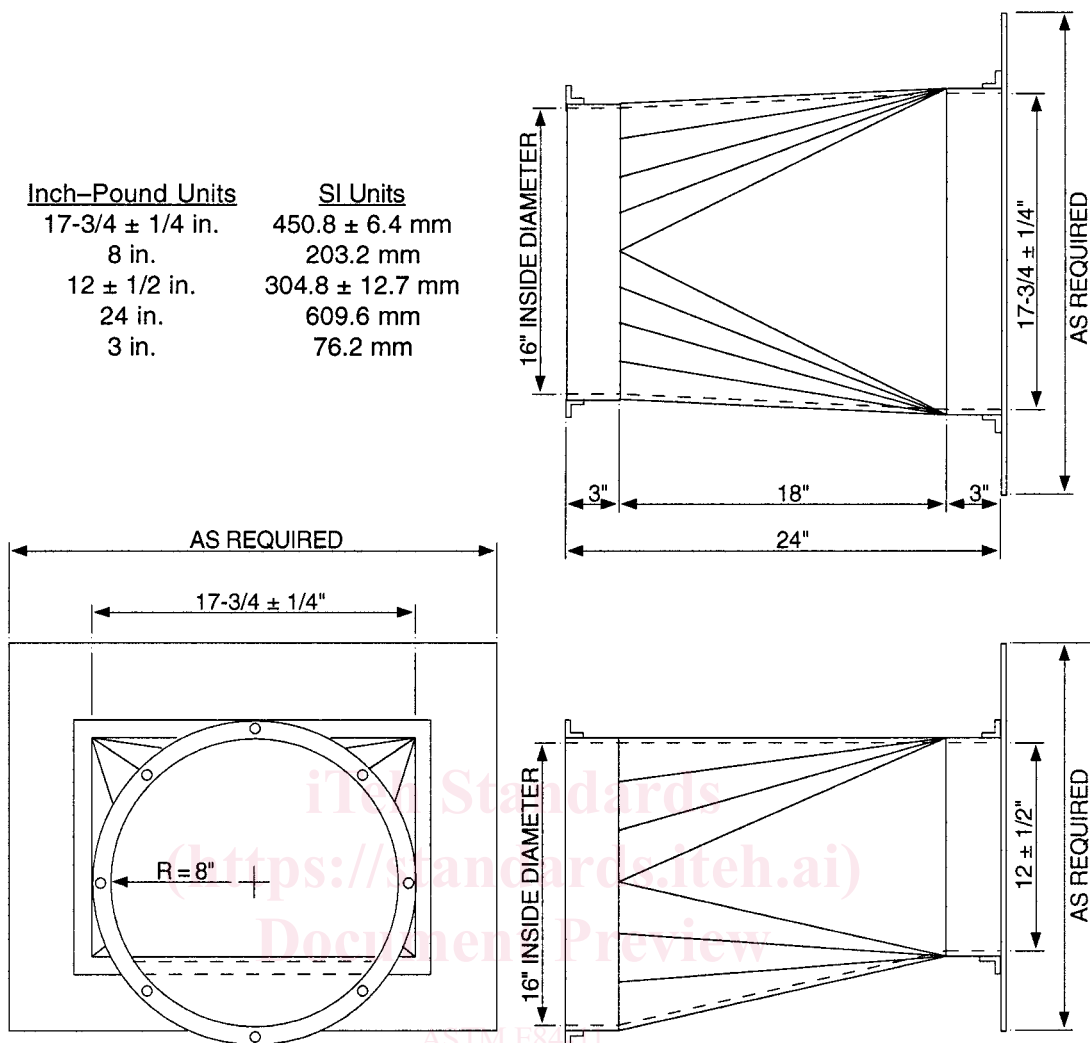 Inch–Pound Units SI Units
17-3/4 ± 1/4 in. 450.8 ± 6.4 mm
8 in. 203.2 mm
12 ± 1/2 in. 304.8 ± 12.7 mm
24 in. 609.6 mm
3 in. 76.2 mm
16" INSIDE DIAMETER
17-3/4 ± 1/4"
AS REQUIRED
3"
18"
3"
24"
AS REQUIRED
17-3/4 ± 1/4"
R = 8"
16" INSIDE DIAMETER
12 ± 1/2"
AS REQUIRED
iTeh Standards
(https://standards.iteh.ai)
Document Preview